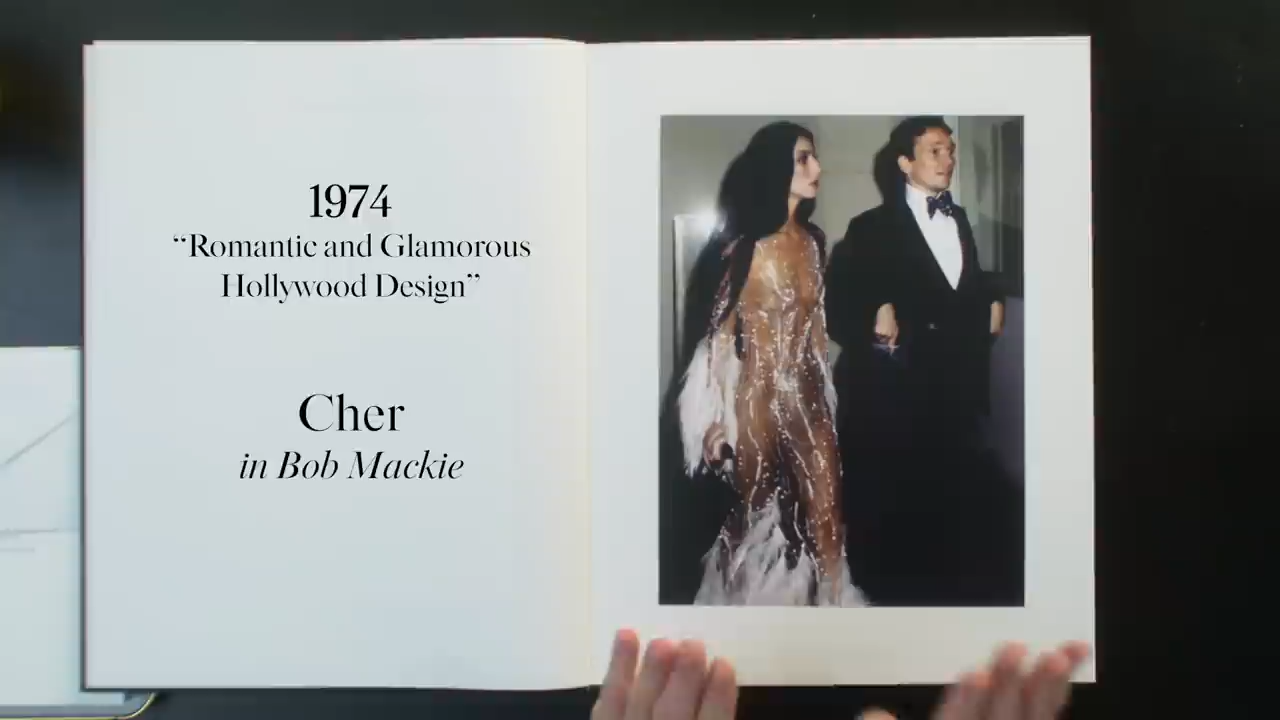 1974
“Romantic and Glamorous
Hollywood Design”
Cher
in Bob Mackie